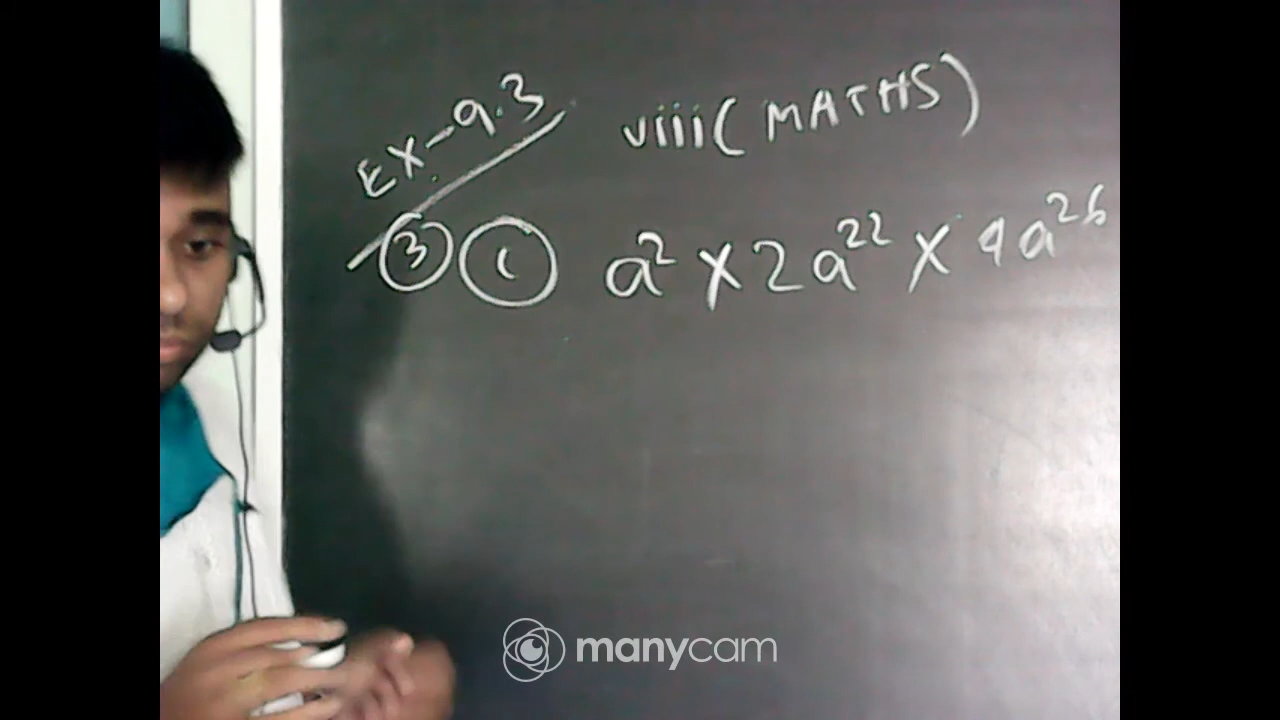 EX-9.3
viii (MATHS)
3 i a² × 2a²² × 4a²⁶
manycam